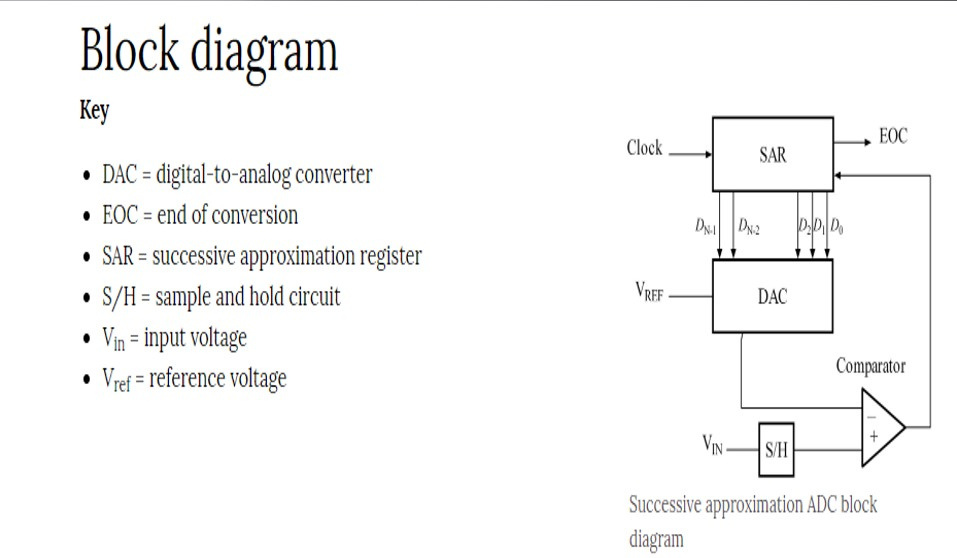 Block diagram
Key
• DAC = digital-to-analog converter
• EOC = end of conversion
• SAR = successive approximation register
• S/H = sample and hold circuit
• Vin = input voltage
• Vref = reference voltage
Clock
SAR
EOC
DN-1 DN-2 D2 D1 D0
VREF
DAC
Comparator
−
+
VIN
S/H
Successive approximation ADC block
diagram